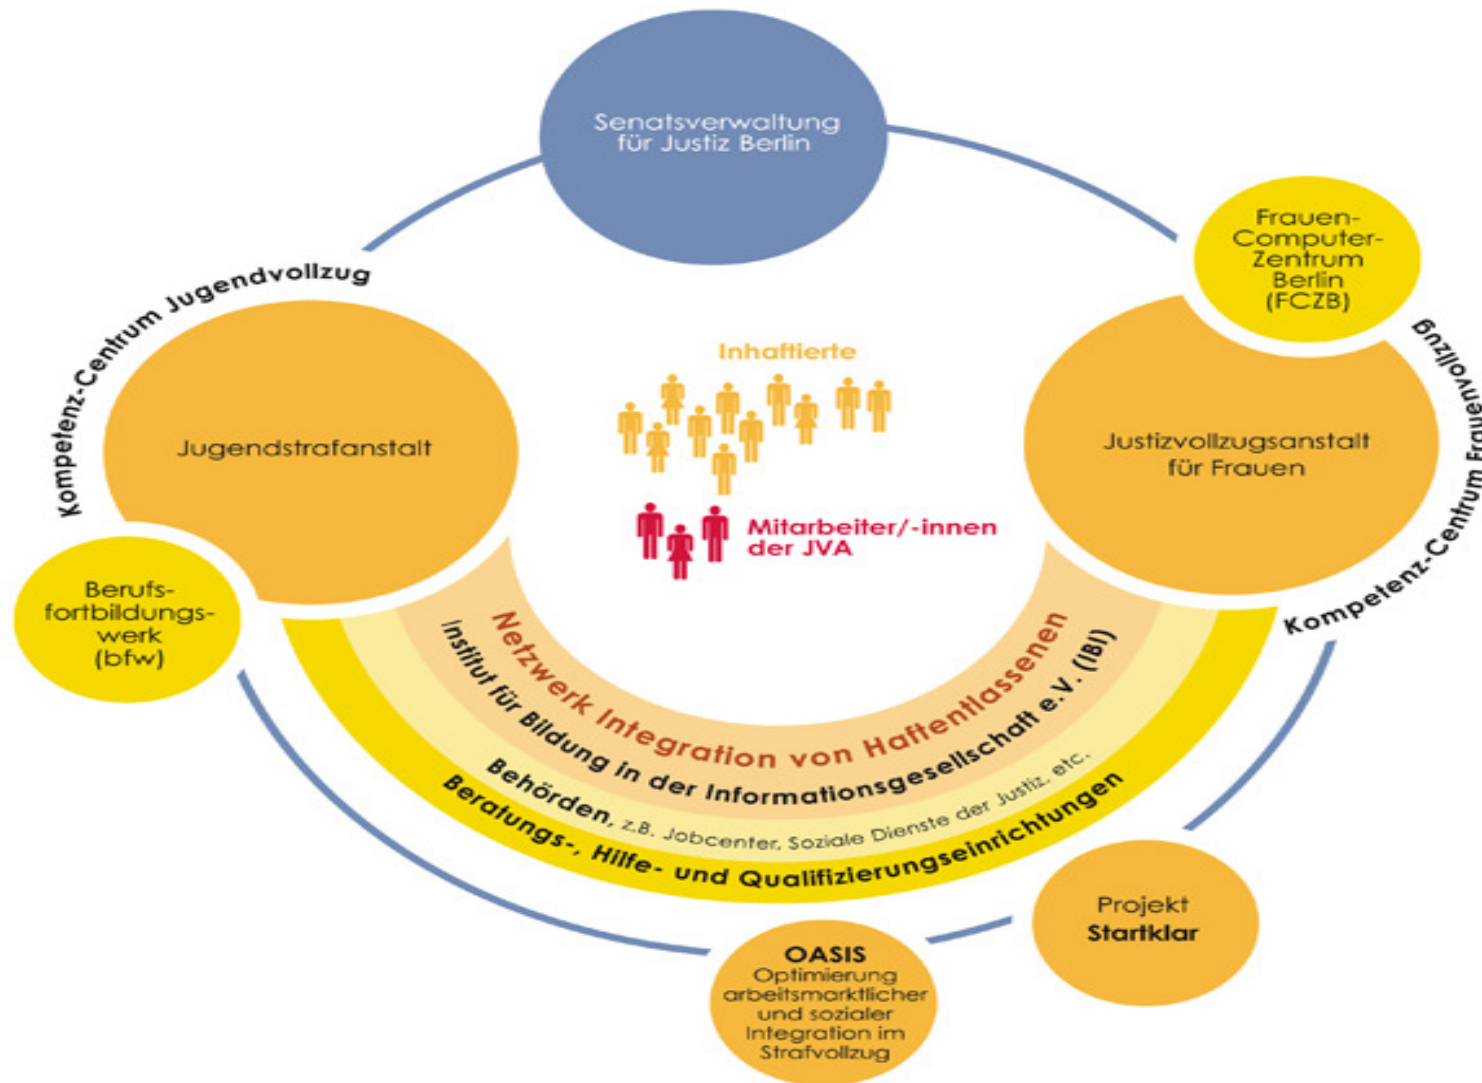 Senatsverwaltung
für Justiz Berlin
Frauen-
Computer-
Zentrum
Berlin
(FCZB)
Kompetenz-Centrum Jugendvollzug
Kompetenz-Centrum Frauenvollzug
Inhaftierte
Jugendstrafanstalt
Justizvollzugsanstalt
für Frauen
Mitarbeiter/-innen
der JVA
Berufs-
fortbildungs-
werk
(bfw)
Netzwerk Integration von Haftentlassenen
Institut für Bildung in der Informationsgesellschaft e.V. (IBI)
Behörden, z.B. Jobcenter, Soziale Dienste der Justiz, etc.
Beratungs-, Hilfe- und Qualifizierungseinrichtungen
Projekt
Startklar
OASIS
Optimierung
arbeitsmarktlicher
und sozialer
Integration im
Strafvollzug